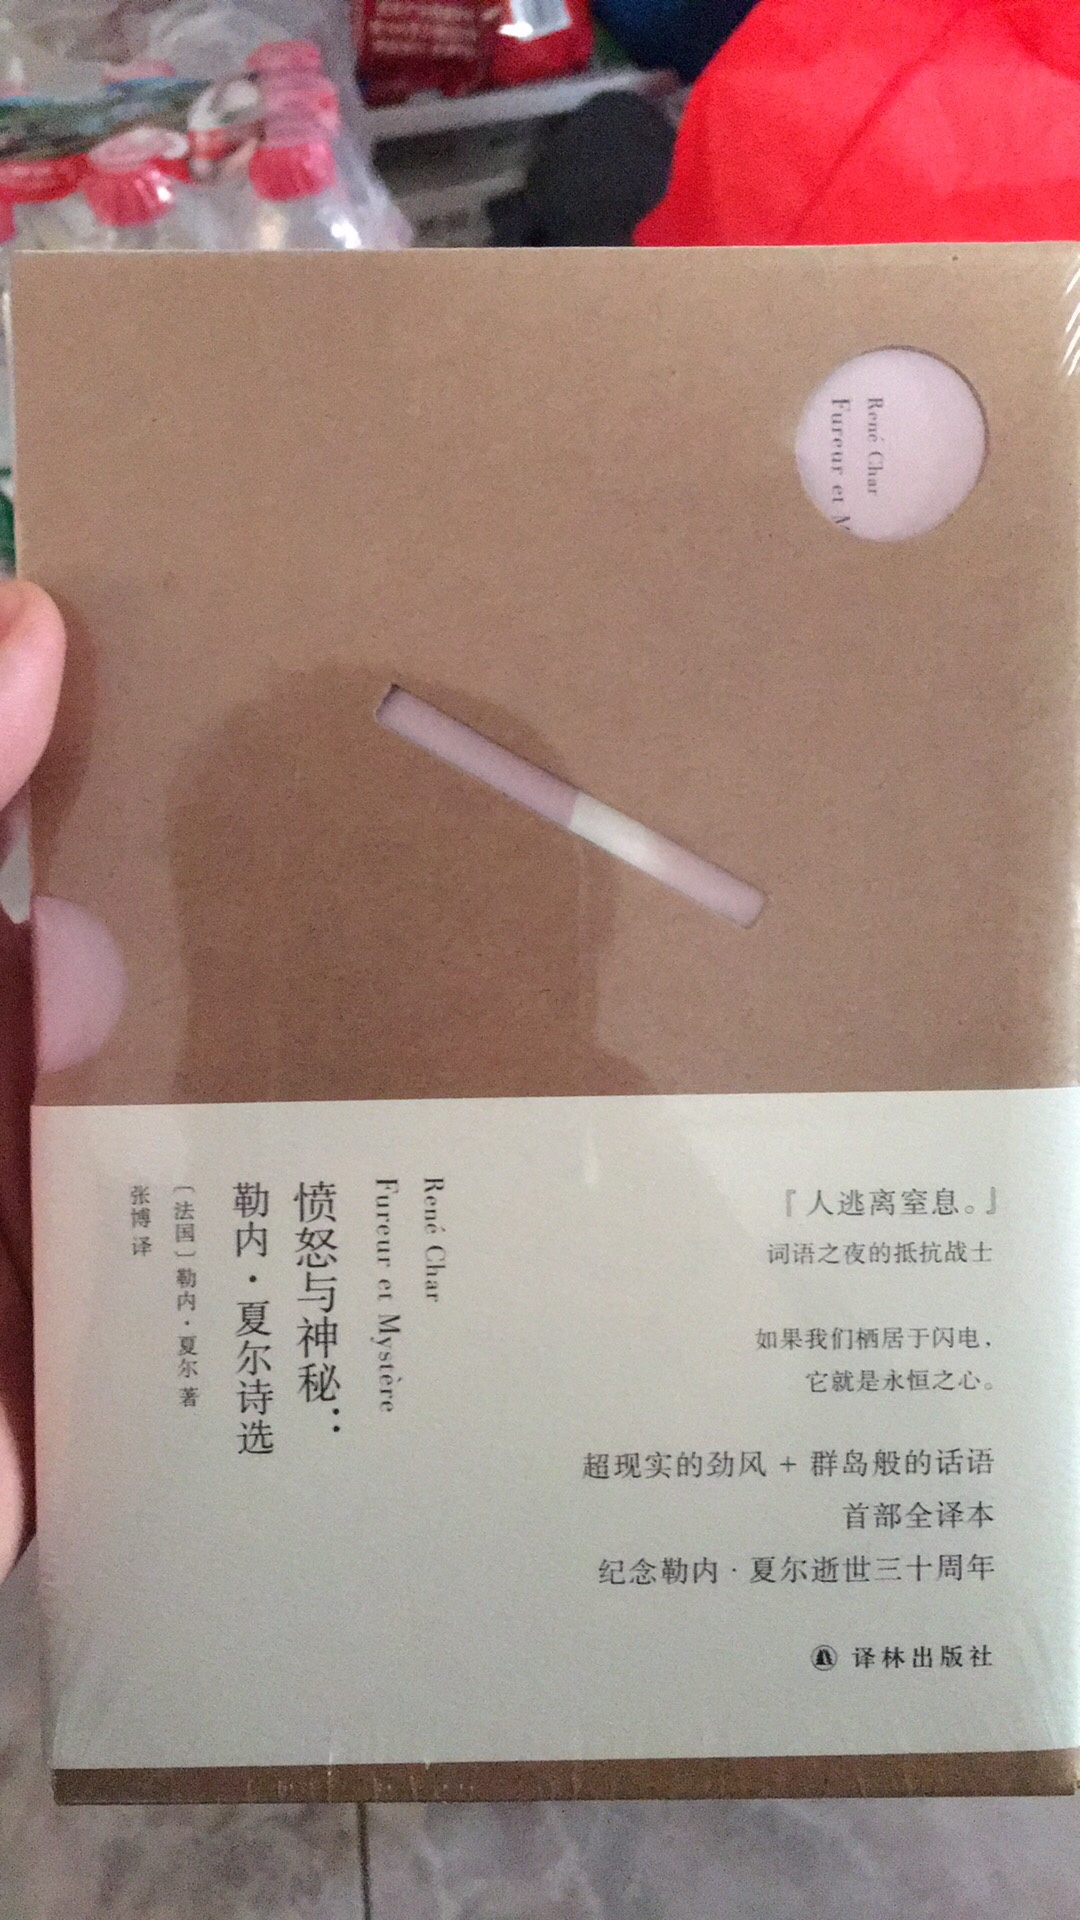 René Char
Fureur et M
René Char
Fureur et Mystère
愤怒与神秘：
勒内·夏尔诗选
〔法国〕勒内·夏尔 著
张博 译
『人逃离窒息。』
词语之夜的抵抗战士
如果我们栖居于闪电，
它就是永恒之心。
超现实的劲风 + 群岛般的话语
首部全译本
纪念勒内·夏尔逝世三十周年
译林出版社